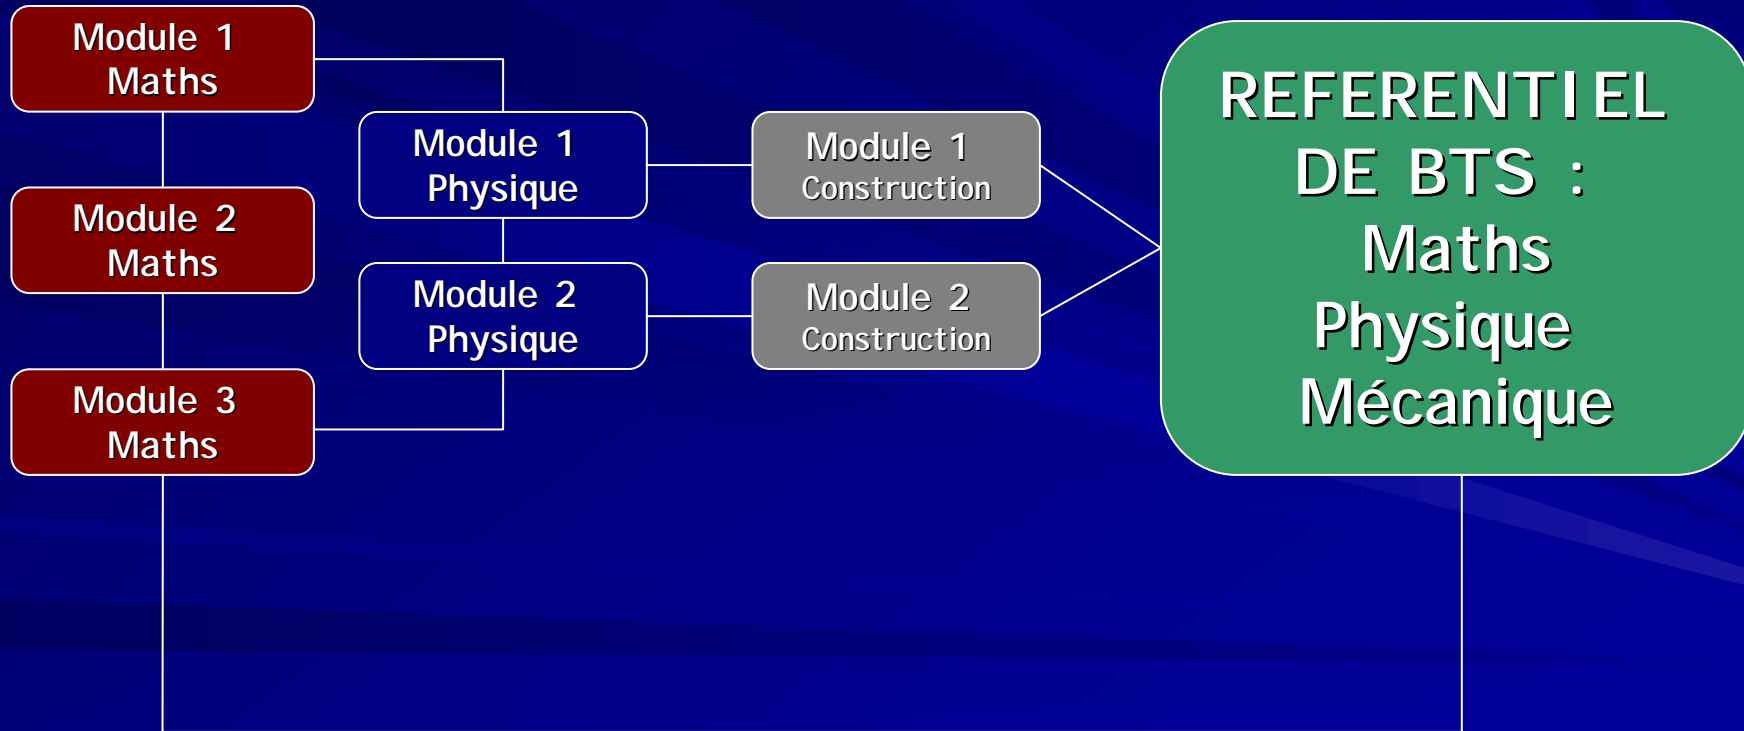 Module 1
Maths
Module 2
Maths
Module 3
Maths
Module 1
Physique
Module 2
Physique
Module 1
Construction
Module 2
Construction
REFERENTIEL
DE BTS :
Maths
Physique
Mécanique